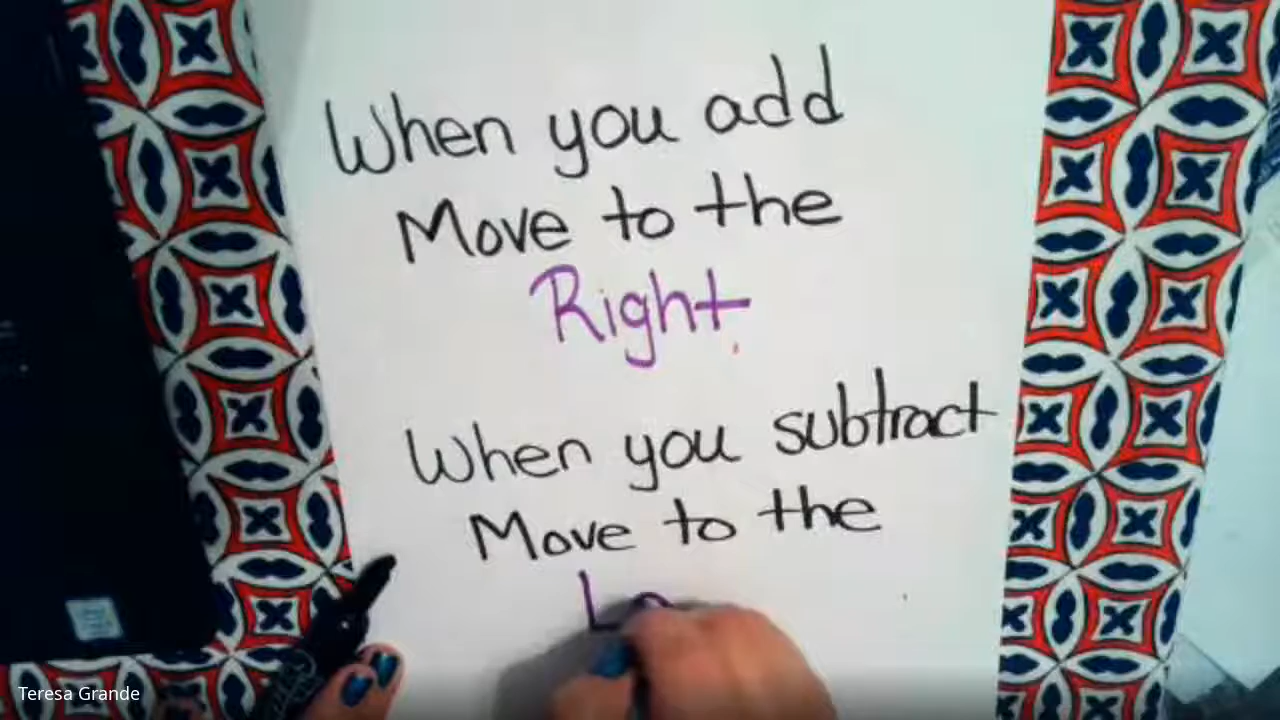 When you add
Move to the
Right
When you subtract
Move to the
Teresa Grande